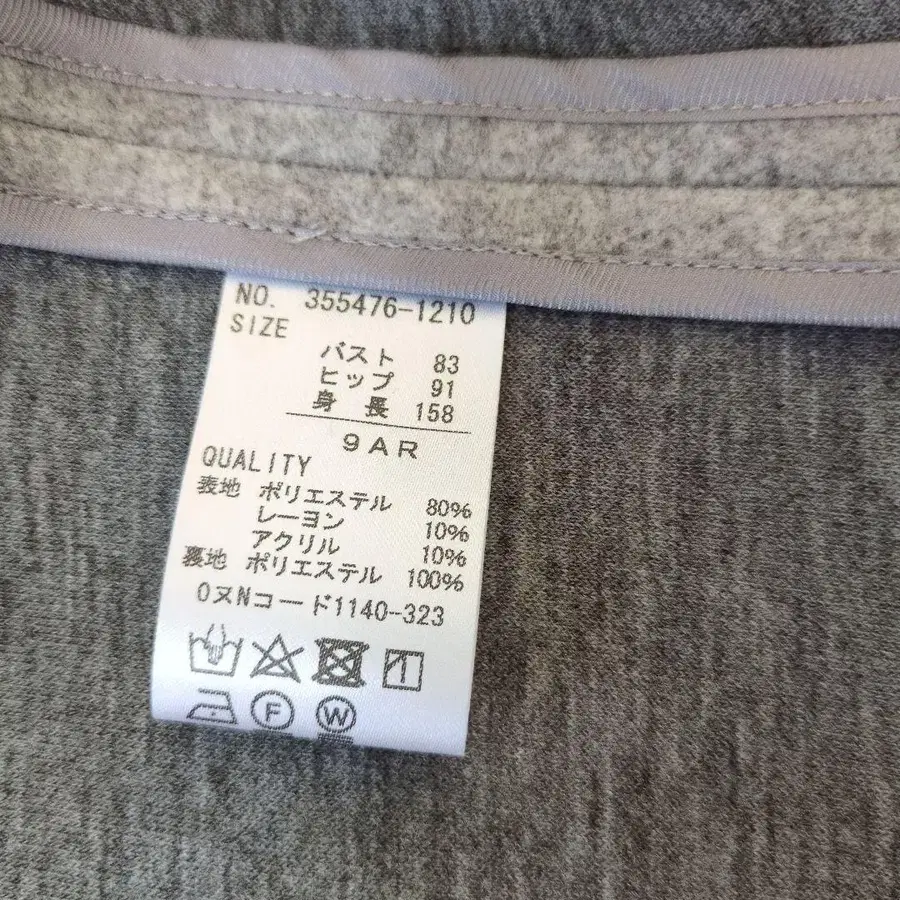 NO. 355476-1210
SIZE
バスト 83
ヒップ 91
身長 158
9AR
QUALITY
表地 ポリエステル 80%
レーヨン 10%
アクリル 10%
裏地 ポリエステル 100%
0ヌNコード1140-323
F W